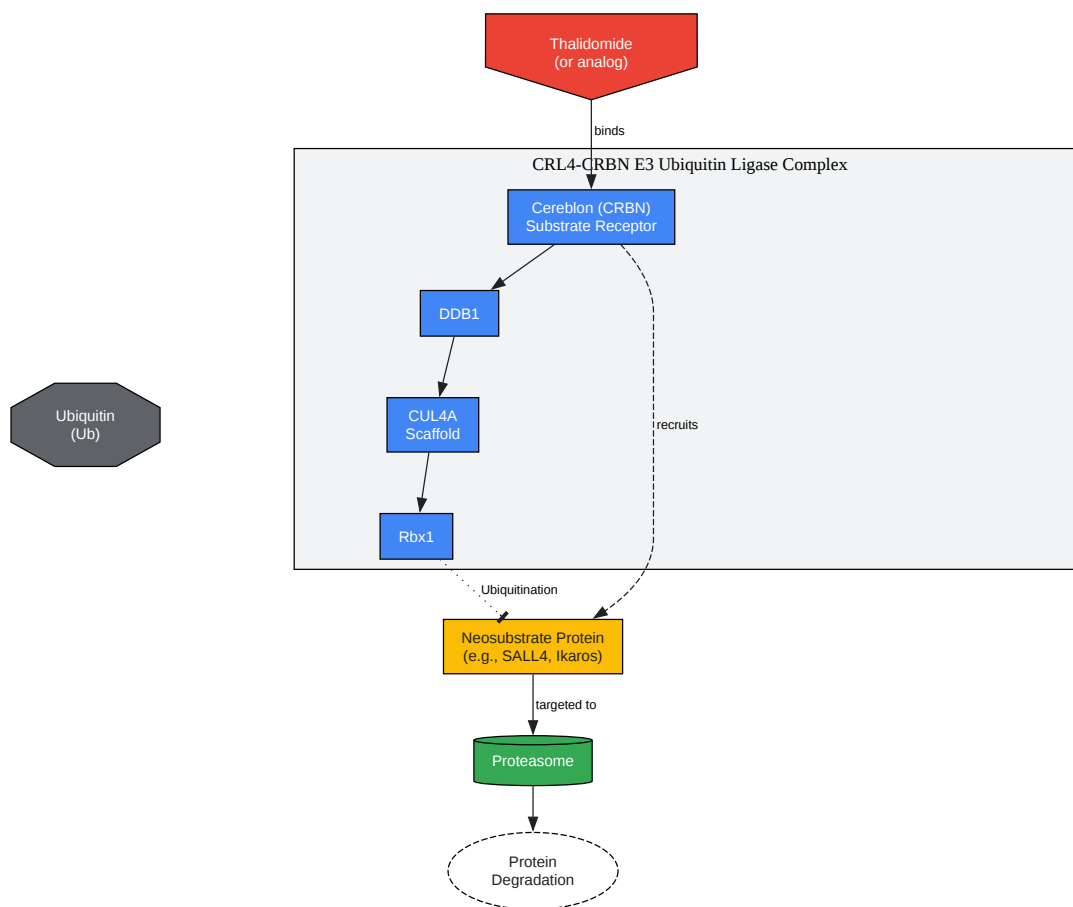 Thalidomide
(or analog)
binds
CRL4-CRBN E3 Ubiquitin Ligase Complex
Cereblon (CRBN)
Substrate Receptor
DDB1
Ubiquitin
(Ub)
CUL4A
Scaffold
recruits
Rbx1
Ubiquitination
Neosubstrate Protein
(e.g., SALL4, Ikaros)
targeted to
Proteasome
Protein
Degradation